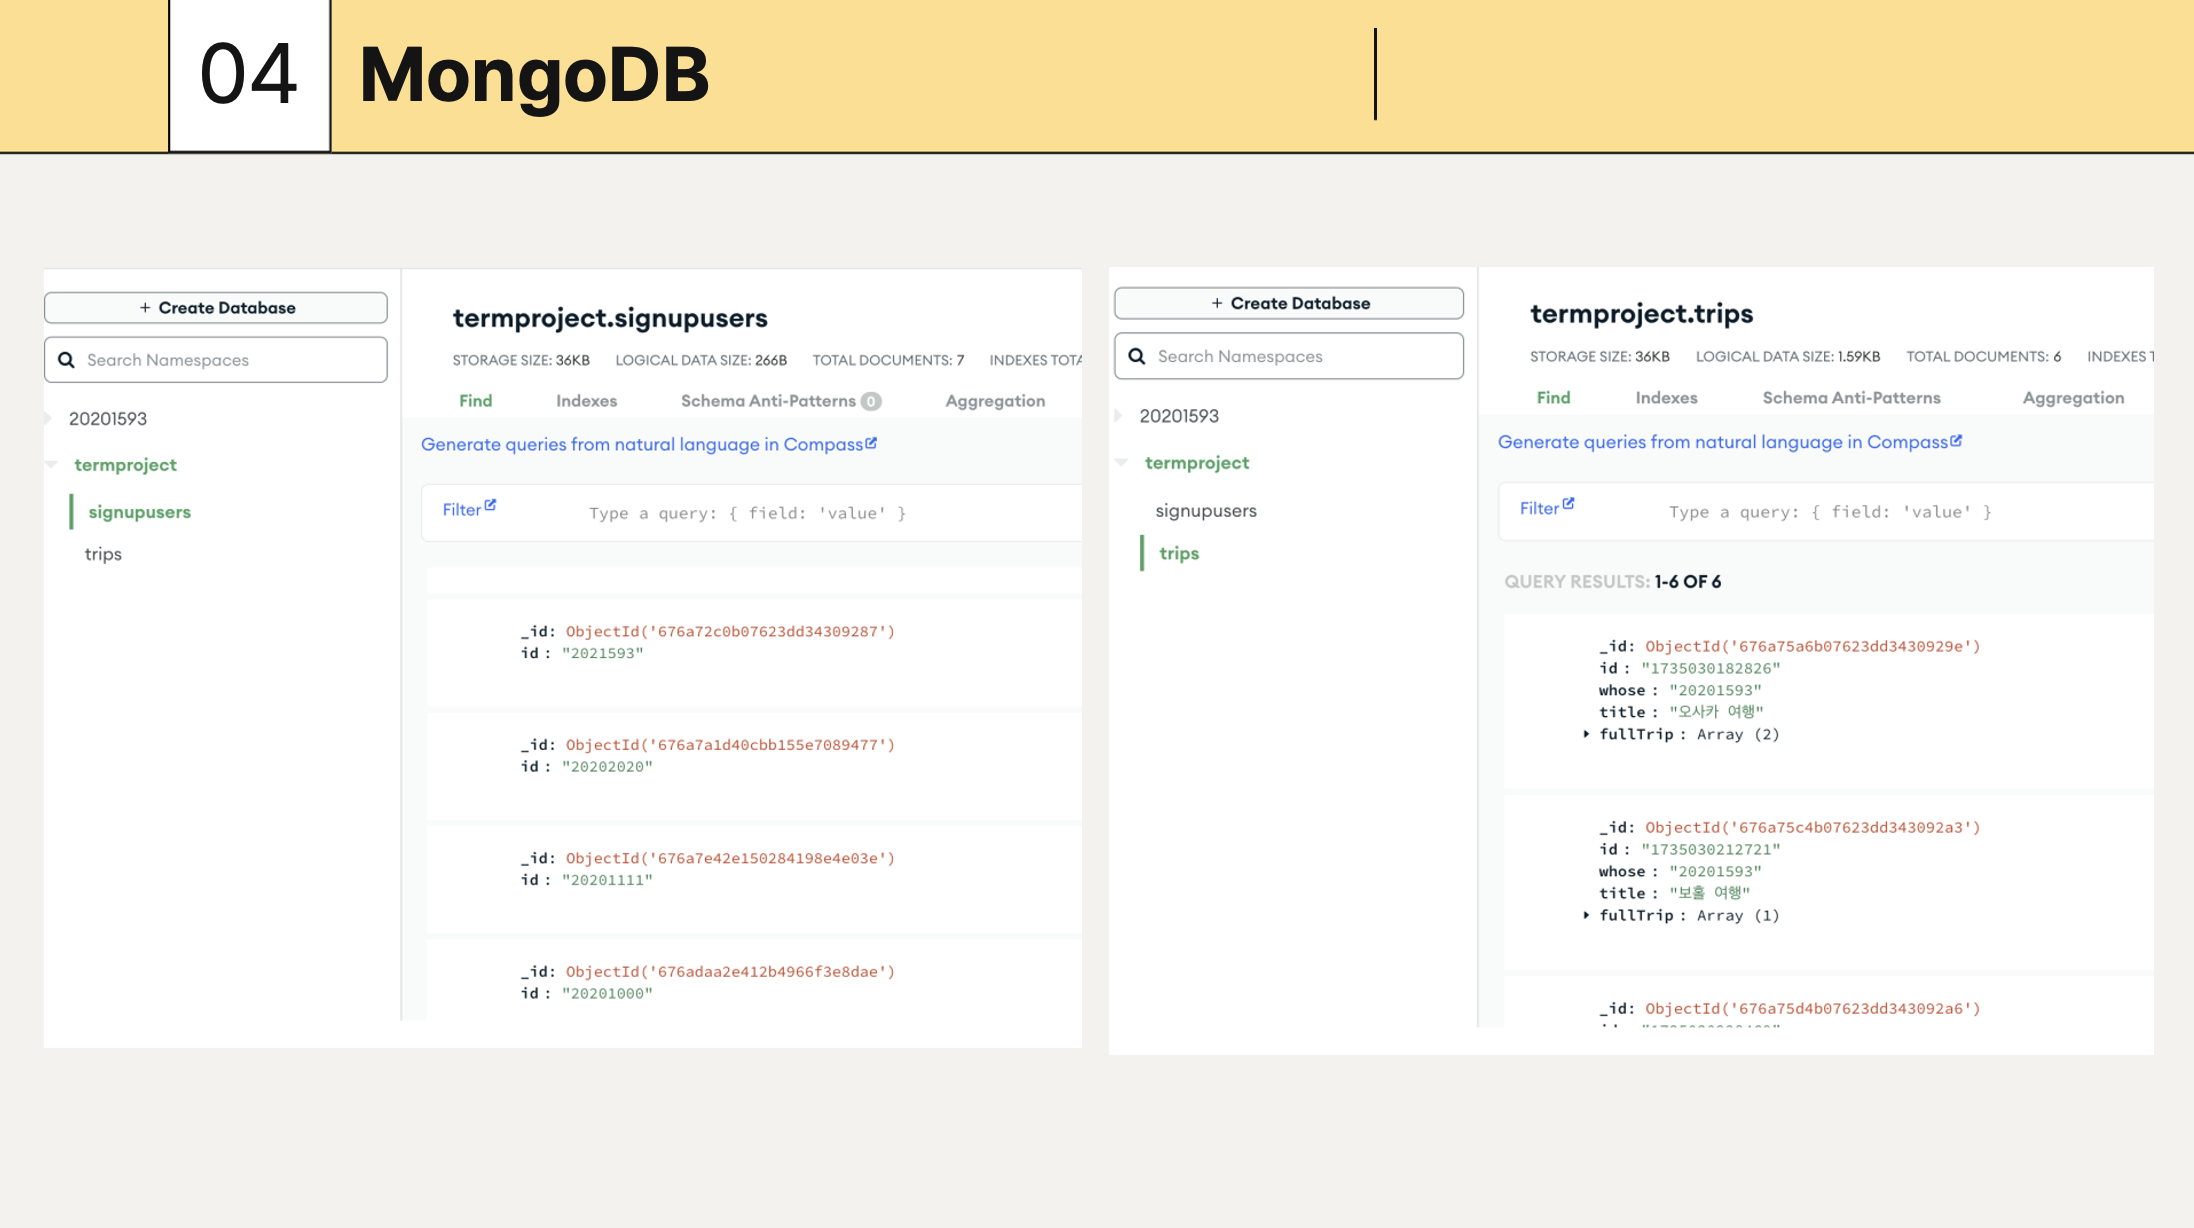 04 MongoDB
+ Create Database
Search Namespaces
20201593
termproject
signupusers
trips
termproject.signupusers
STORAGE SIZE: 36KB LOGICAL DATA SIZE: 266B TOTAL DOCUMENTS: 7 INDEXES
Find Indexes Schema Anti-Patterns 0 Aggregation
Generate queries from natural language in Compass
Filter Type a query: { field: 'value' }
_id: ObjectId('676a72c0b07623dd34309287')
id : "2021593"
_id: ObjectId('676a7a1d40cbb155e7089477')
id : "20202020"
_id: ObjectId('676a7e42e150284198e4e03e')
id : "20201111"
_id: ObjectId('676adaa2e412b4966f3e8dae')
id : "20201000"
+ Create Database
Search Namespaces
20201593
termproject
signupusers
trips
termproject.trips
STORAGE SIZE: 36KB LOGICAL DATA SIZE: 1.59KB TOTAL DOCUMENTS: 6 INDEXES
Find Indexes Schema Anti-Patterns Aggregation
Generate queries from natural language in Compass
Filter Type a query: { field: 'value' }
QUERY RESULTS: 1-6 OF 6
_id: ObjectId('676a75a6b07623dd3430929e')
id : "1735030182826"
whose : "20201593"
title : "오사카 여행"
fullTrip : Array (2)
_id: ObjectId('676a75c4b07623dd343092a3')
id : "1735030212721"
whose : "20201593"
title : "보홀 여행"
fullTrip : Array (1)
_id: ObjectId('676a75d4b07623dd343092a6')